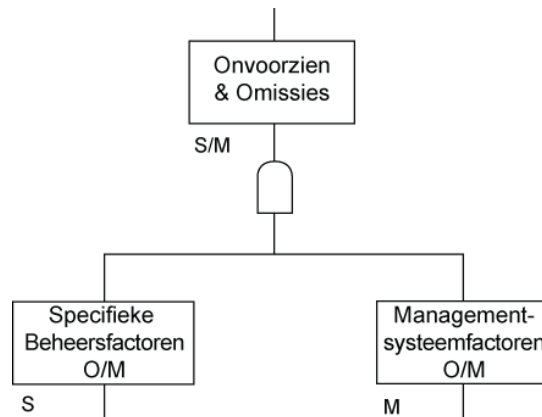 Onvoorzien
& Omissies
S/M
Specifieke
Beheersfactoren
O/M
S
Management-
systeemfactoren
O/M
M